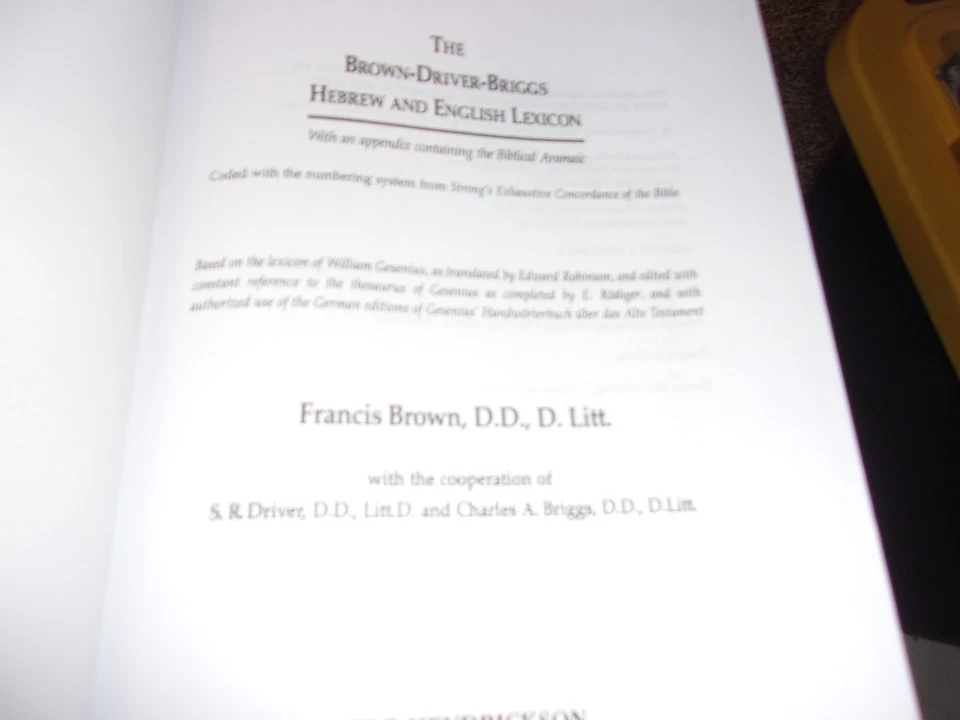 THE
BROWN-DRIVER-BRIGGS
HEBREW AND ENGLISH LEXICON
With an appendix containing the Biblical Aramaic
Coded with the numbering system from Strong's Exhaustive Concordance of the Bible
Based on the lexicon of William Gesenius, as translated by Edward Robinson, and edited with
constant reference to the thesaurus of Gesenius as completed by E. Rödiger, and with
authorized use of the German editions of Gesenius' Handwörterbuch über das Alte Testament
Francis Brown, D.D., D. Litt.
with the cooperation of
S. R. Driver, D.D., Litt.D. and Charles A. Briggs, D.D., D.Litt.
HENDRICKSON